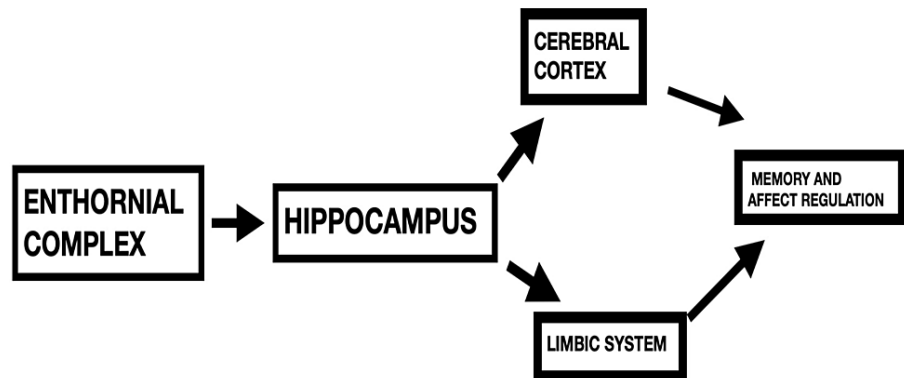 ENTHORNIAL
COMPLEX
HIPPOCAMPUS
CEREBRAL
CORTEX
LIMBIC SYSTEM
MEMORY AND
AFFECT REGULATION